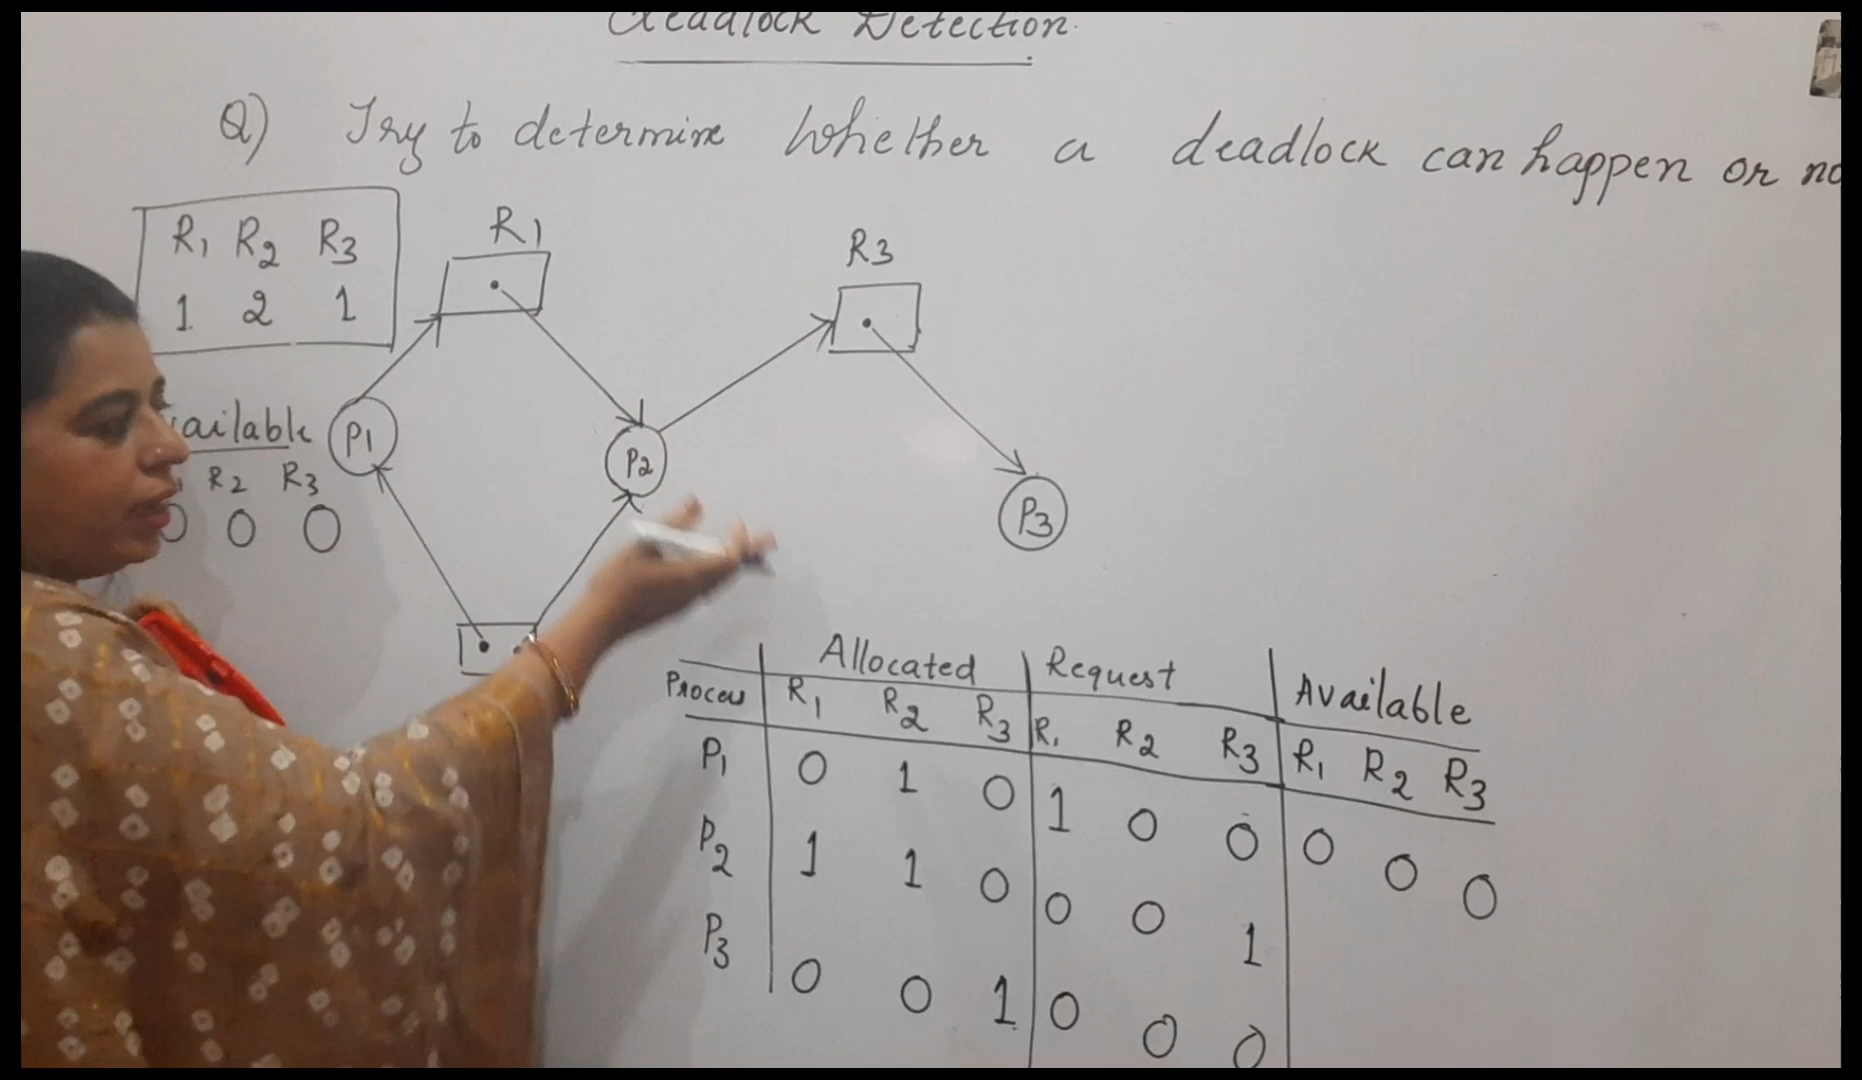 Deadlock Detection.
Q) Try to determine whether a deadlock can happen or
R1 R2 R3
1 2 1
R1
R3
P1
P2
P3
R2 R3
0 0 0
Process Allocated Request Available
R1 R2 R3 R1 R2 R3 R1 R2 R3
P1 0 1 0 1 0 0 0 0 0
P2 1 1 0 0 0 1
P3 0 0 1 0 0 0